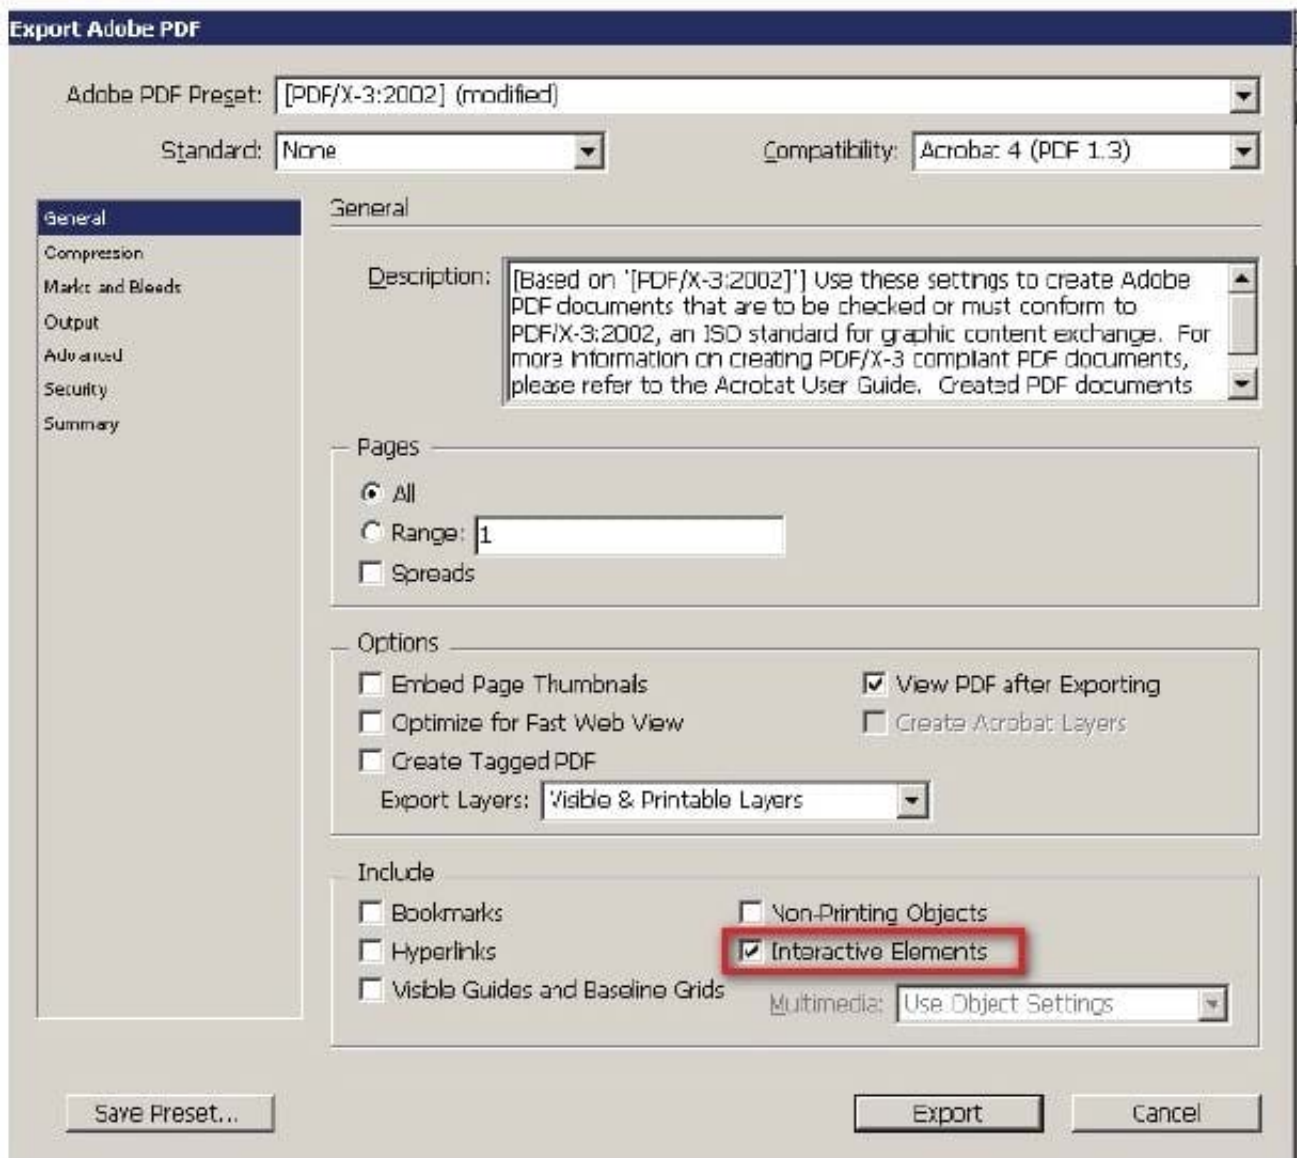 Export Adobe PDF
Adobe PDF Preset: [PDF/X-3:2002] (modified)
Standard: None Compatibility: Acrobat 4 (PDF 1.3)
General
Compression
Marks and Bleeds
Output
Advanced
Security
Summary
General
Description: [Based on '[PDF/X-3:2002]'] Use these settings to create Adobe
PDF documents that are to be checked or must conform to
PDF/X-3:2002, an ISO standard for graphic content exchange. For
more information on creating PDF/X-3 compliant PDF documents,
please refer to the Acrobat User Guide. Created PDF documents
Pages
All
Range: 1
Spreads
Options
Embed Page Thumbnails View PDF after Exporting
Optimize for Fast Web View Create Acrobat Layers
Create Tagged PDF
Export Layers: Visible & Printable Layers
Include
Bookmarks Non-Printing Objects
Hyperlinks Interactive Elements
Visible Guides and Baseline Grids Multimedia: Use Object Settings
Save Preset... Export Cancel